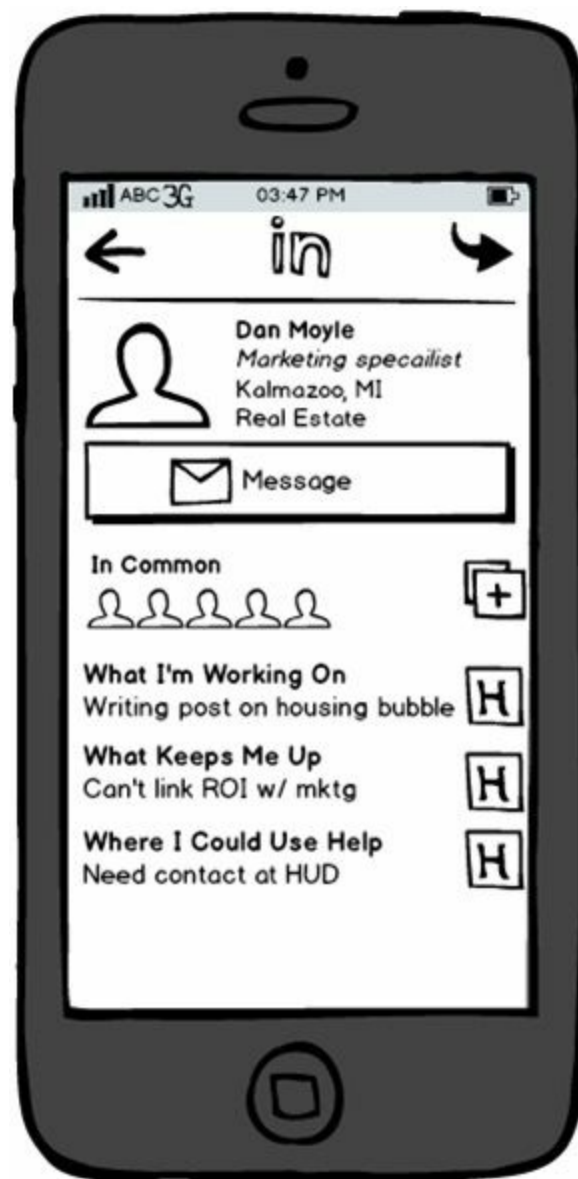 ABC 3G 03:47 PM
in
Dan Moyle
Marketing specailist
Kalmazoo, MI
Real Estate
Message
In Common
+
What I'm Working On
Writing post on housing bubble
H
What Keeps Me Up
Can't link ROI w/ mktg
H
Where I Could Use Help
Need contact at HUD
H